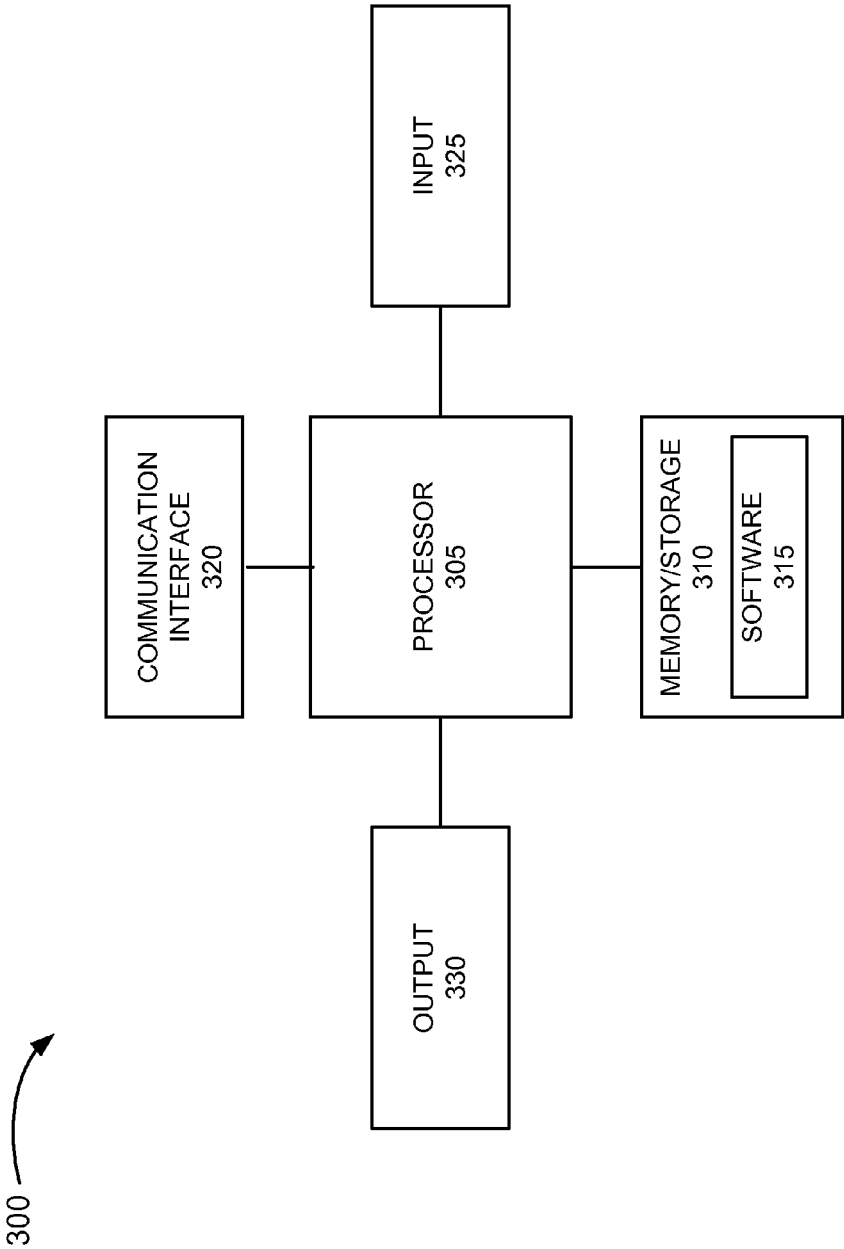 300
COMMUNICATION
INTERFACE
320
OUTPUT
330
PROCESSOR
305
INPUT
325
MEMORY/STORAGE
310
SOFTWARE
315